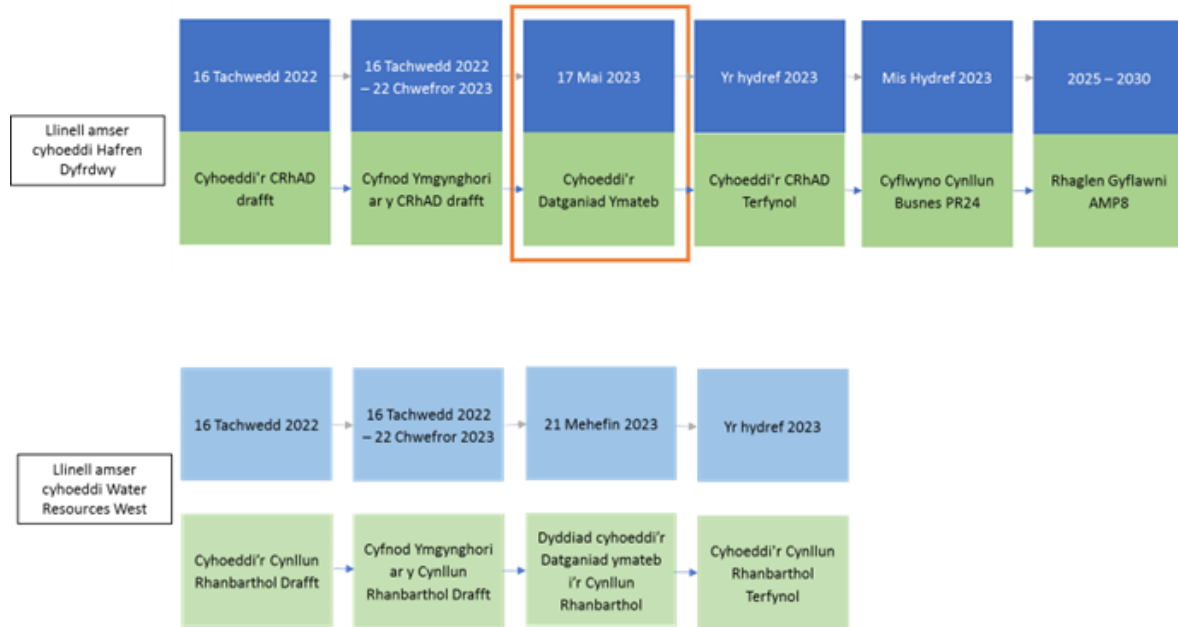 Llinell amser
cyhoeddi Hafren
Dyfrdwy
16 Tachwedd 2022
16 Tachwedd 2022
– 22 Chwefror 2023
17 Mai 2023
Yr hydref 2023
Mis Hydref 2023
2025 – 2030
Cyhoeddi'r CRhAD
drafft
Cyfnod Ymgynghori
ar y CRhAD drafft
Cyhoeddi'r
Datganiad Ymateb
Cyhoeddi'r CRhAD
Terfynol
Cyflwyno Cynllun
Busnes PR24
Rhaglen Gyflawni
AMP8
Llinell amser
cyhoeddi Water
Resources West
16 Tachwedd 2022
16 Tachwedd 2022
– 22 Chwefror 2023
21 Mehefin 2023
Yr hydref 2023
Cyhoeddi'r Cynllun
Rhanbarthol Drafft
Cyfnod Ymgynghori
ar y Cynllun
Rhanbarthol Drafft
Dyddiad cyhoeddi'r
Datganiad ymateb
i'r Cynllun
Rhanbarthol
Cyhoeddi'r Cynllun
Rhanbarthol
Terfynol